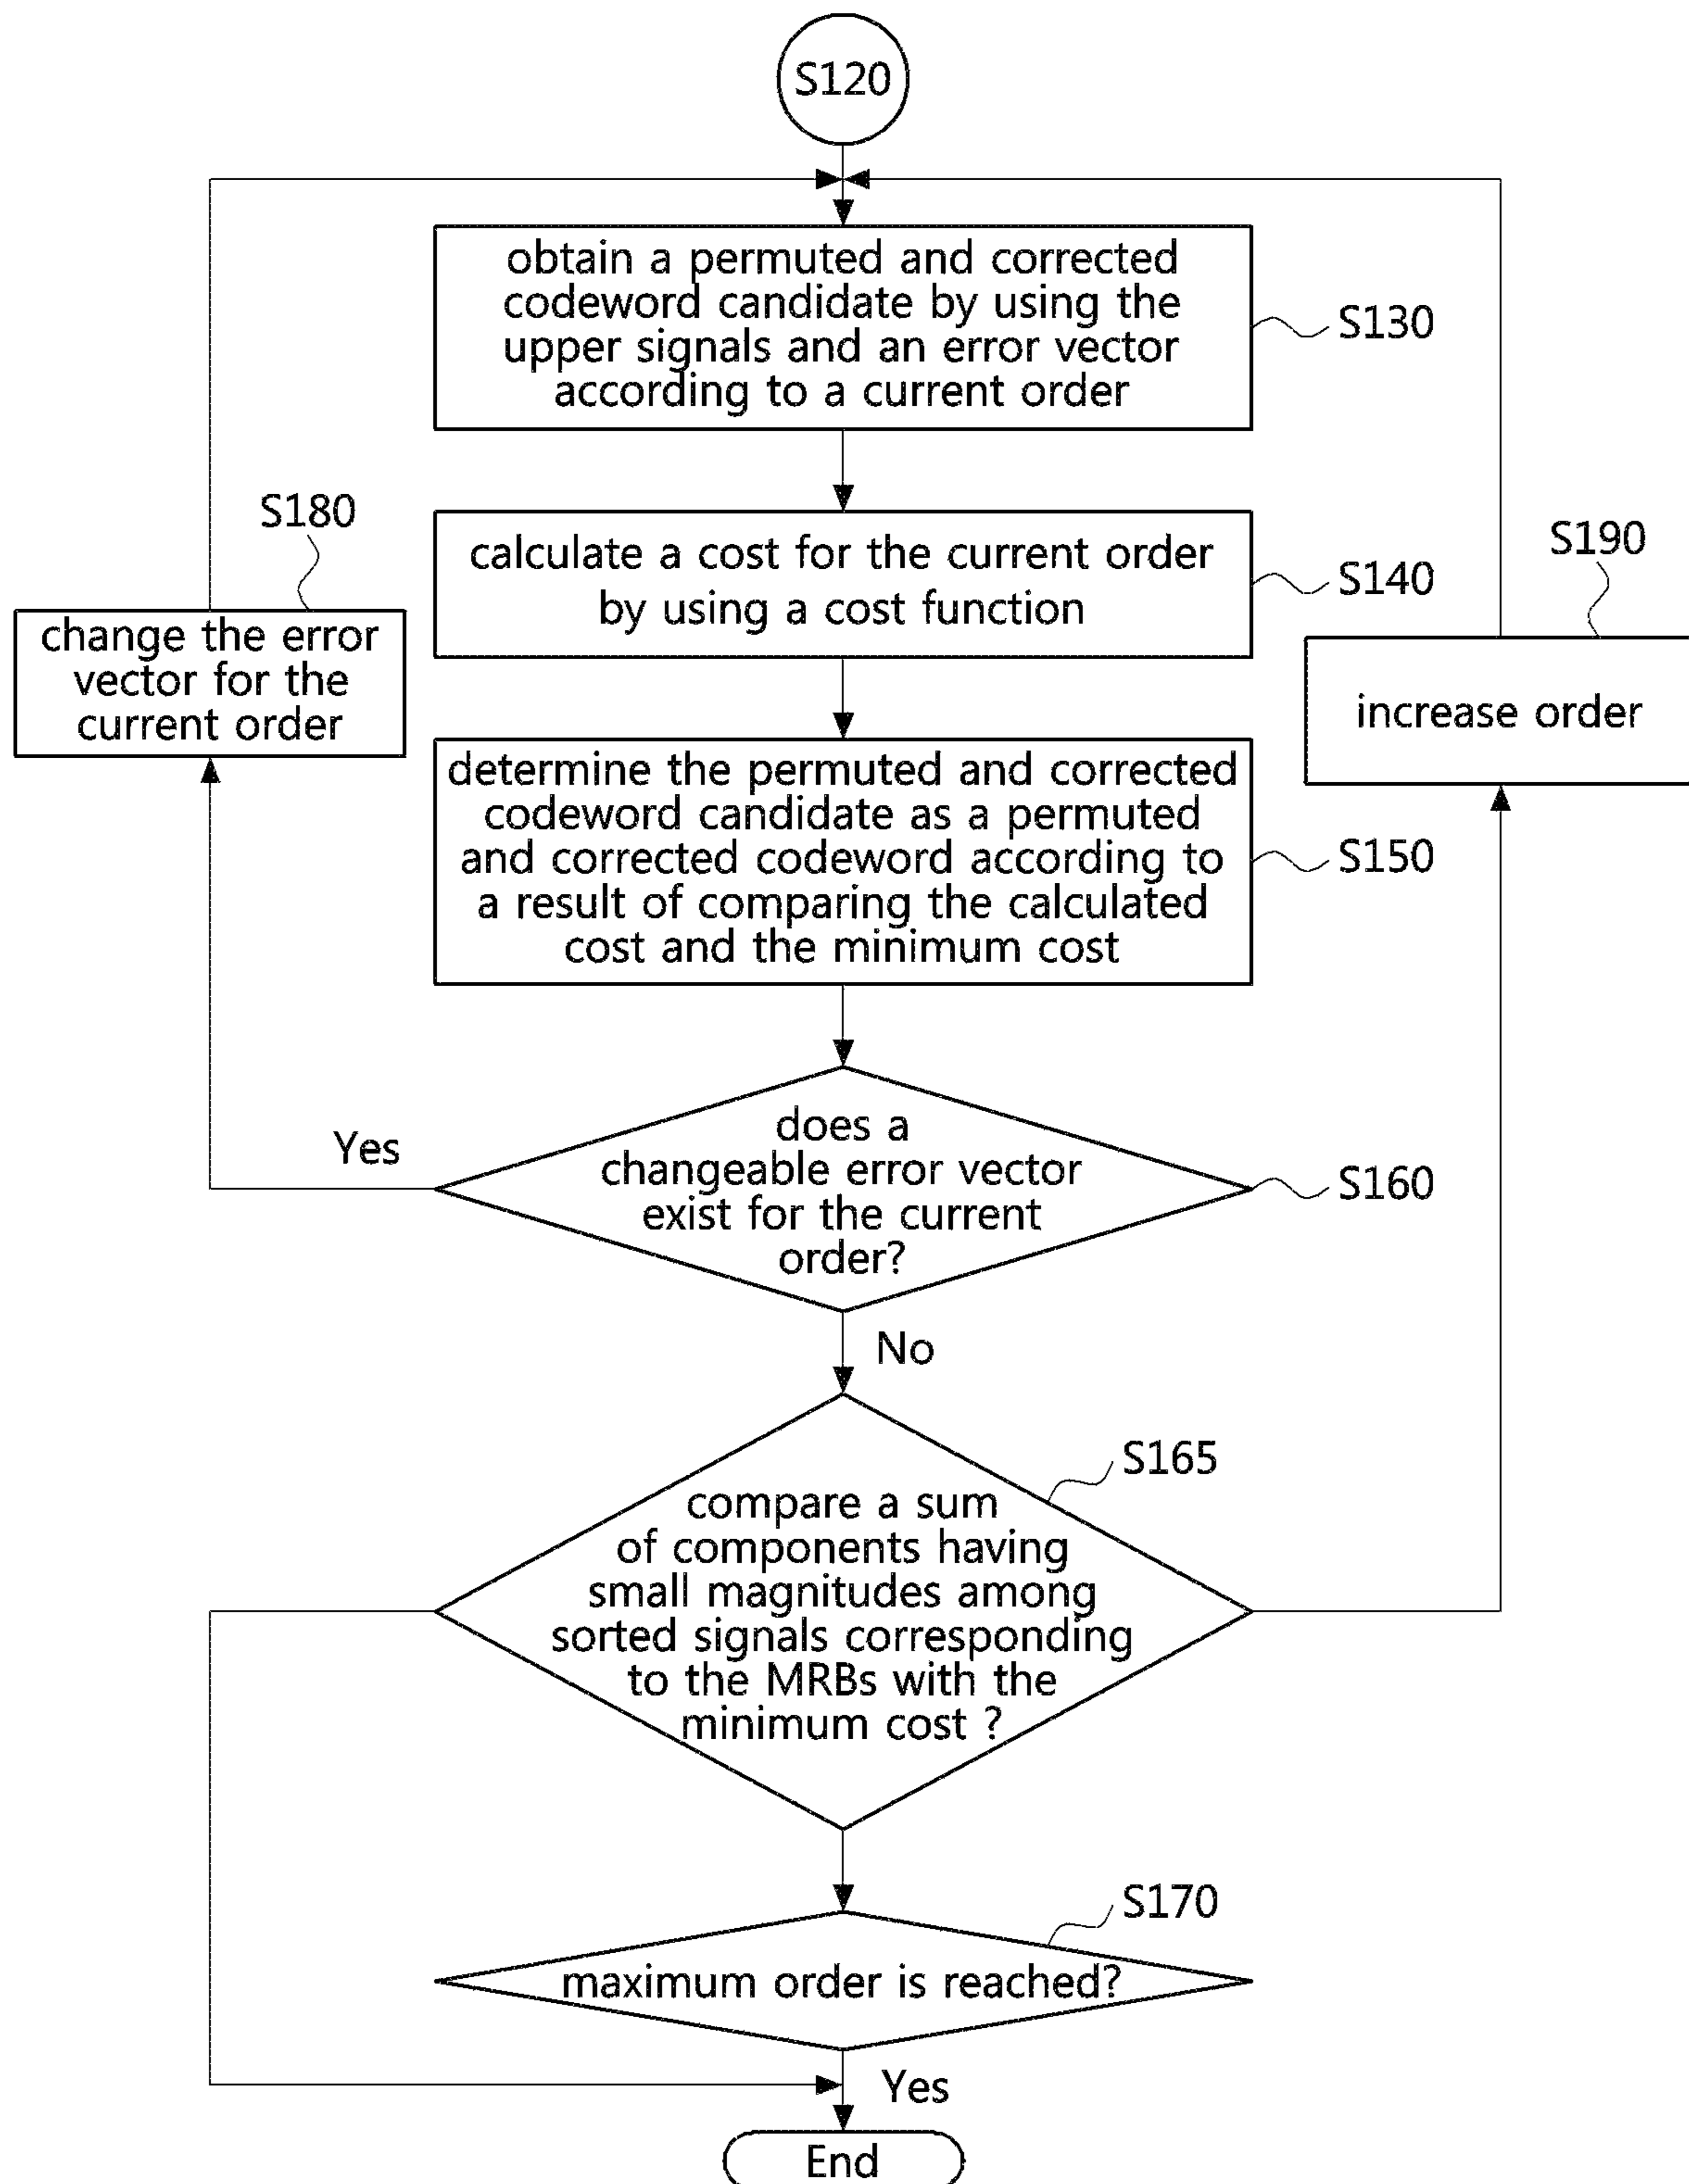 S120
obtain a permuted and corrected
codeword candidate by using the
upper signals and an error vector
according to a current order
S130
S180
change the error
vector for the
current order
calculate a cost for the current order
by using a cost function
S140
S190
increase order
determine the permuted and corrected
codeword candidate as a permuted
and corrected codeword according to
a result of comparing the calculated
cost and the minimum cost
S150
Yes
does a
changeable error vector
exist for the current
order?
S160
No
S165
compare a sum
of components having
small magnitudes among
sorted signals corresponding
to the MRBs with the
minimum cost ?
S170
maximum order is reached?
Yes
End